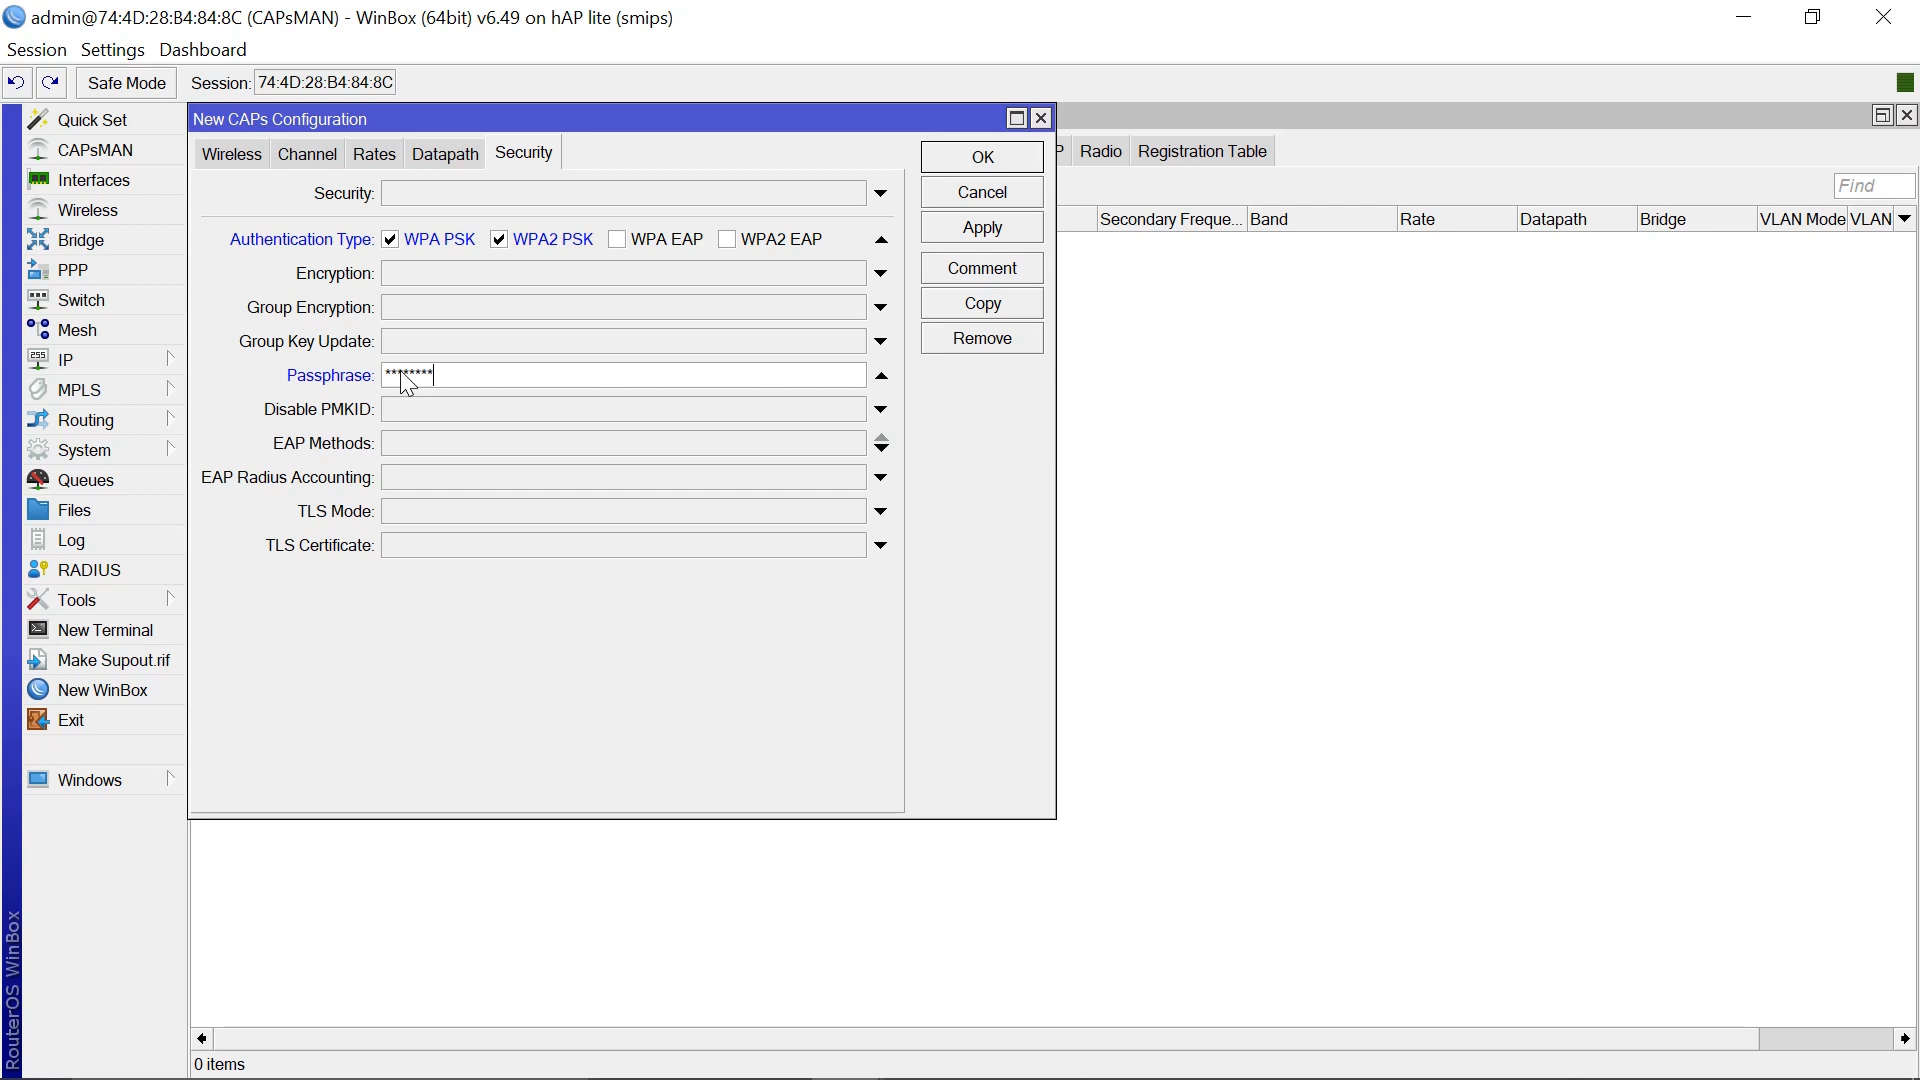 admin@74:4D:28:B4:84:8C (CAPsMAN) - WinBox (64bit) v6.49 on hAP lite (smips)
Session Settings Dashboard
Safe Mode Session: 74:4D:28:B4:84:8C
Quick Set
CAPsMAN
Interfaces
Wireless
Bridge
PPP
Switch
Mesh
255
IP
MPLS
Routing
System
Queues
Files
Log
RADIUS
Tools
New Terminal
Make Supout.rif
New WinBox
Exit
Windows
RouterOS WinBox
New CAPs Configuration
Wireless Channel Rates Datapath Security
Security:
Authentication Type: WPA PSK WPA2 PSK WPA EAP WPA2 EAP
Encryption:
Group Encryption:
Group Key Update:
Passphrase: ********
Disable PMKID:
EAP Methods:
EAP Radius Accounting:
TLS Mode:
TLS Certificate:
OK
Cancel
Apply
Comment
Copy
Remove
Radio Registration Table
Find
Secondary Freque... Band Rate Datapath Bridge VLAN Mode VLAN
0 items